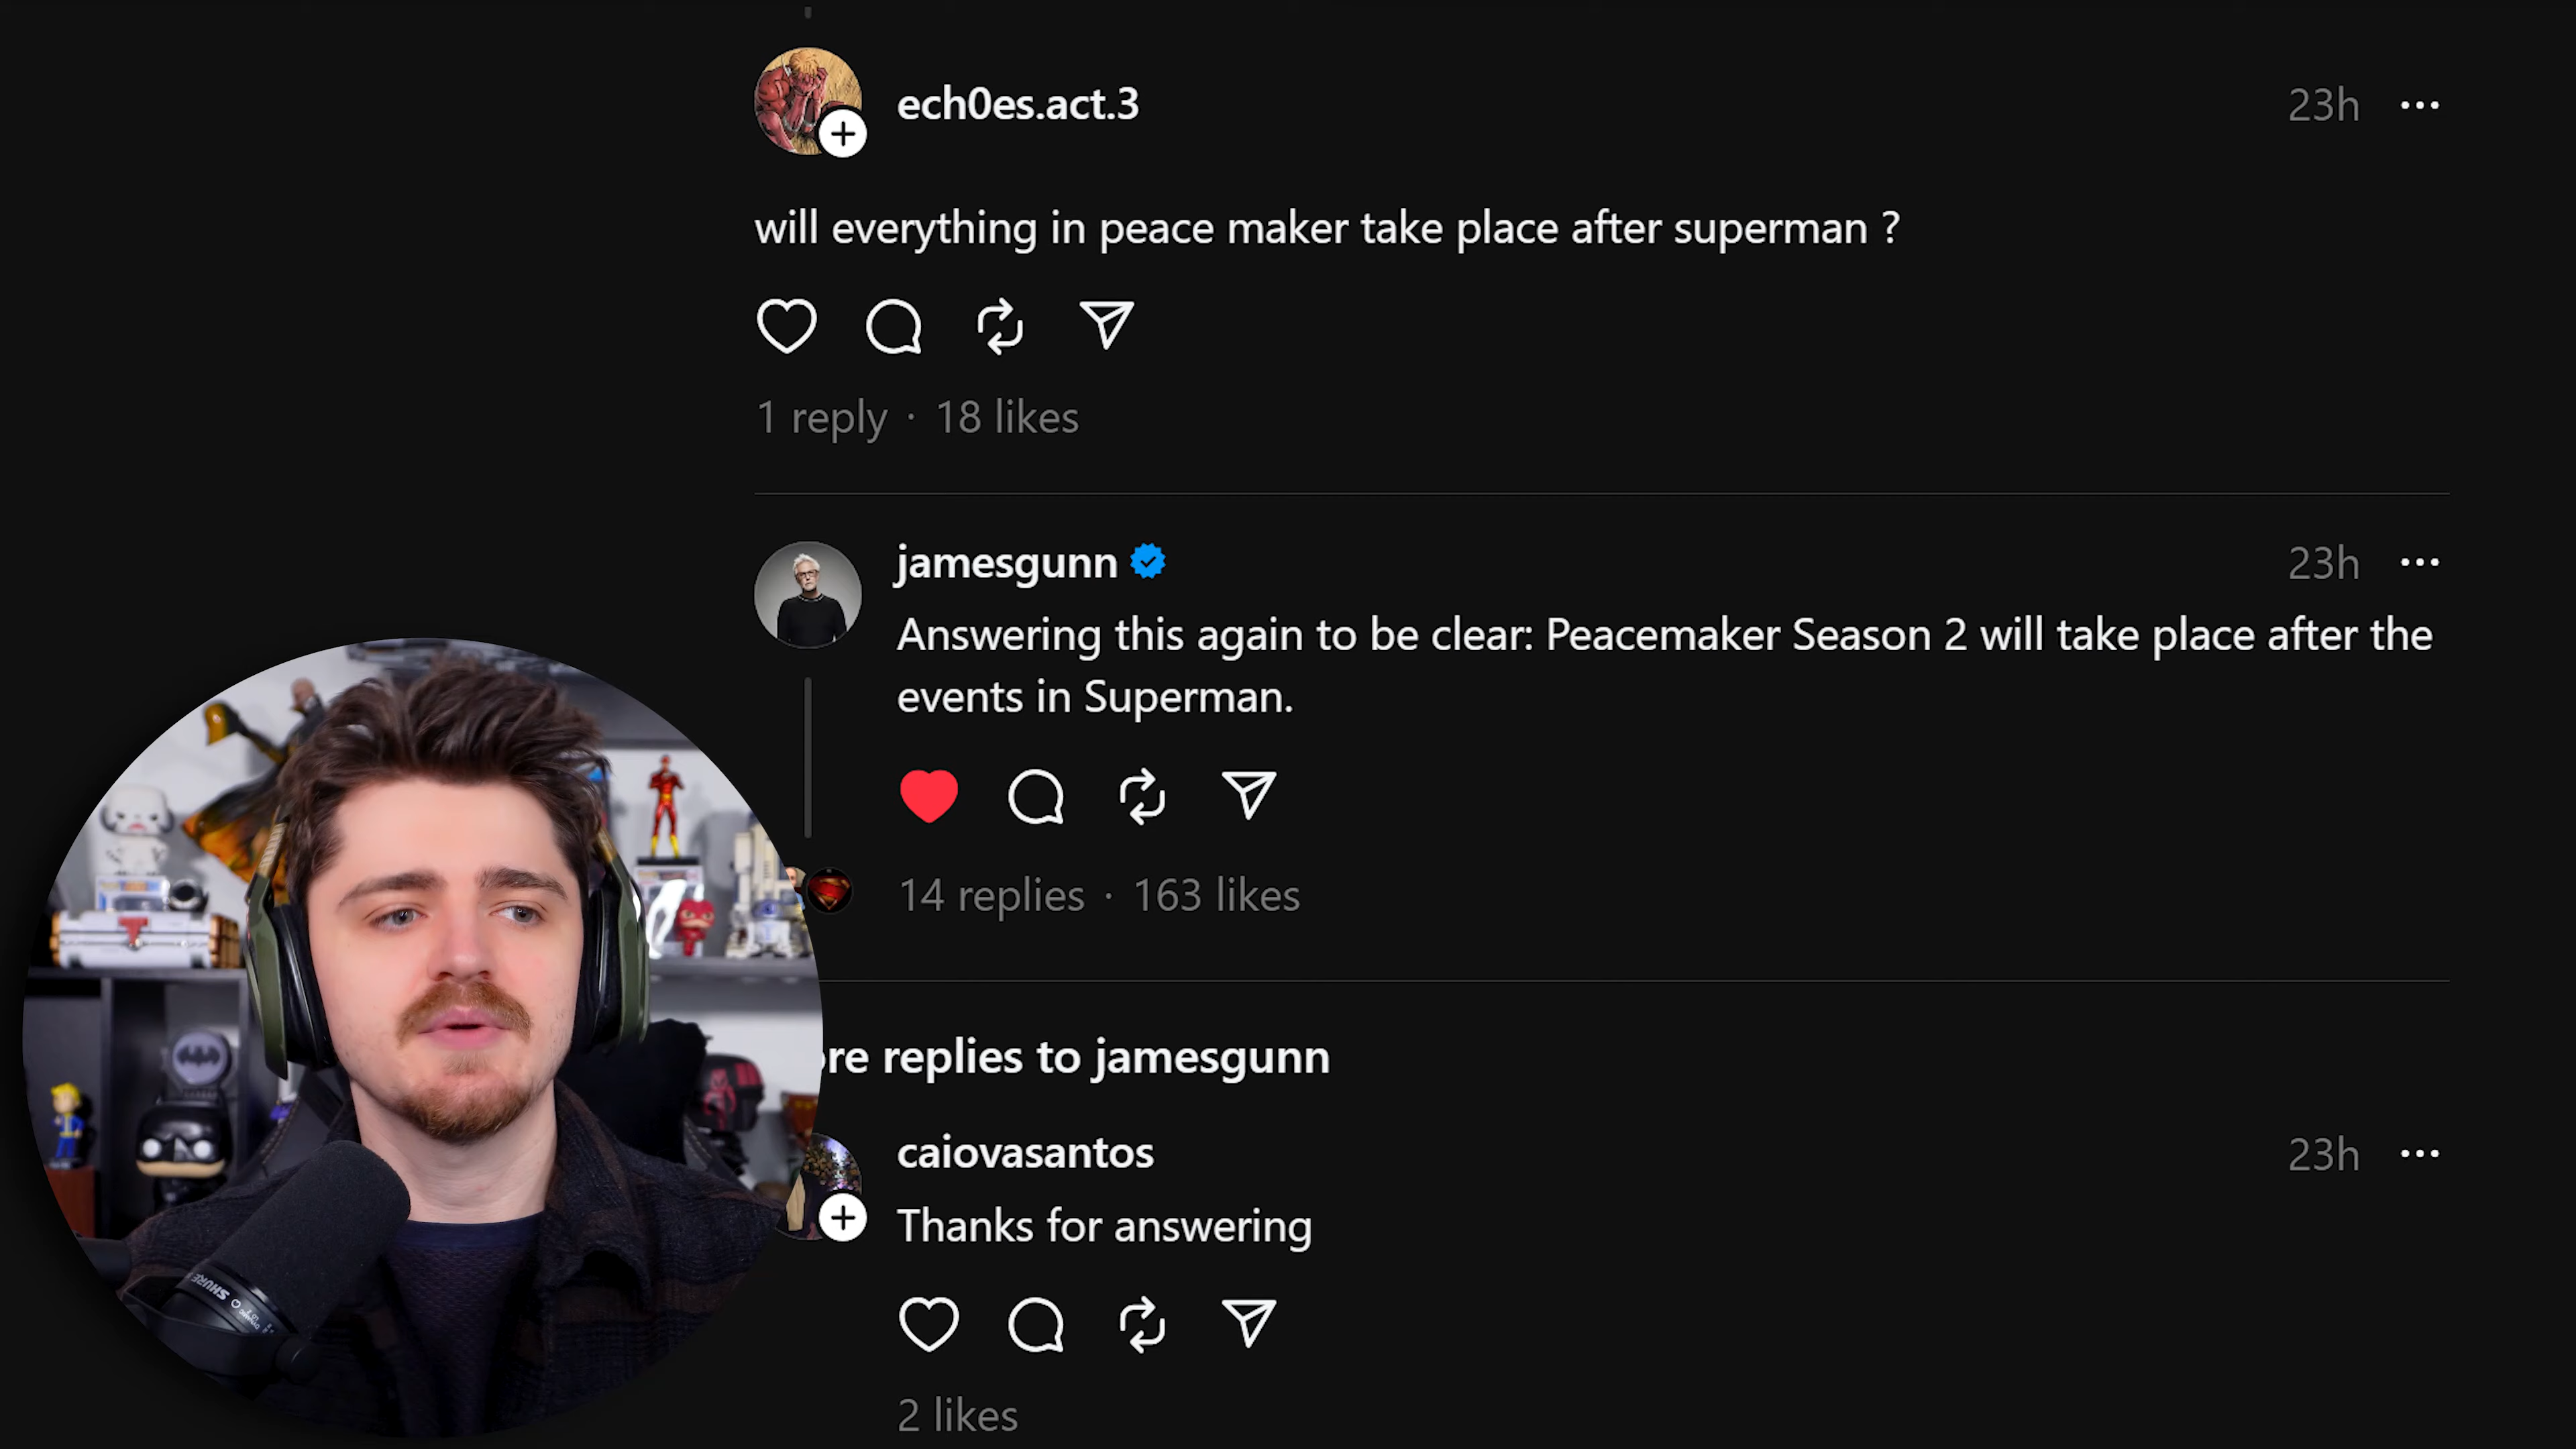 ech0es.act.3
23h
will everything in peace maker take place after superman ?
1 reply · 18 likes
jamesgunn
23h
Answering this again to be clear: Peacemaker Season 2 will take place after the
events in Superman.
14 replies · 163 likes
re replies to jamesgunn
caiovasantos
23h
Thanks for answering
2 likes
SHURE